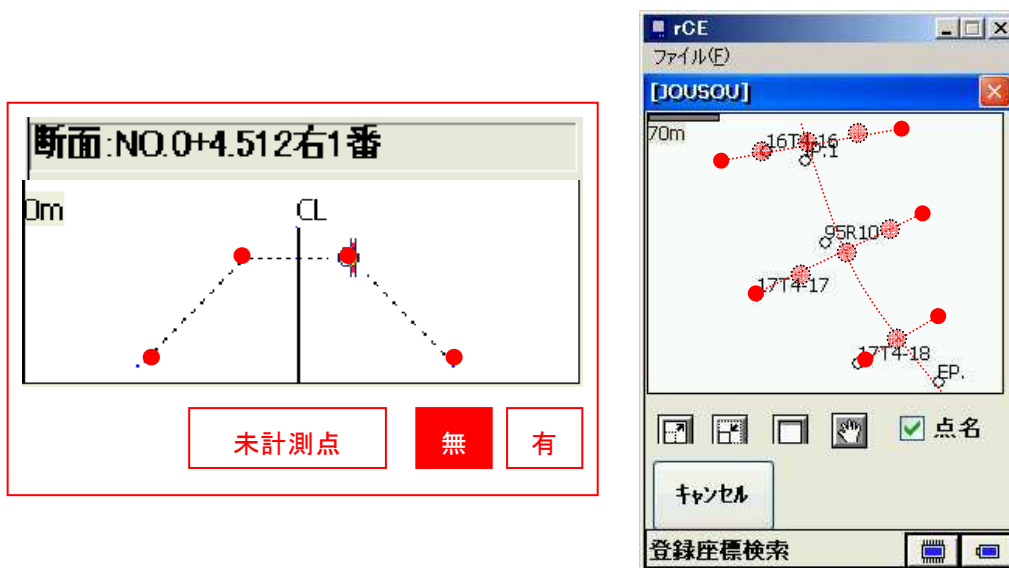 断面:NO.0+4.512右1番
0m
CL
未計測点
無
有
rCE
ファイル(F)
[JOUSOU]
70m
16T4-16
IP.1
95R10
17T4-17
17T4-18
EP.
点名
キャンセル
登録座標検索